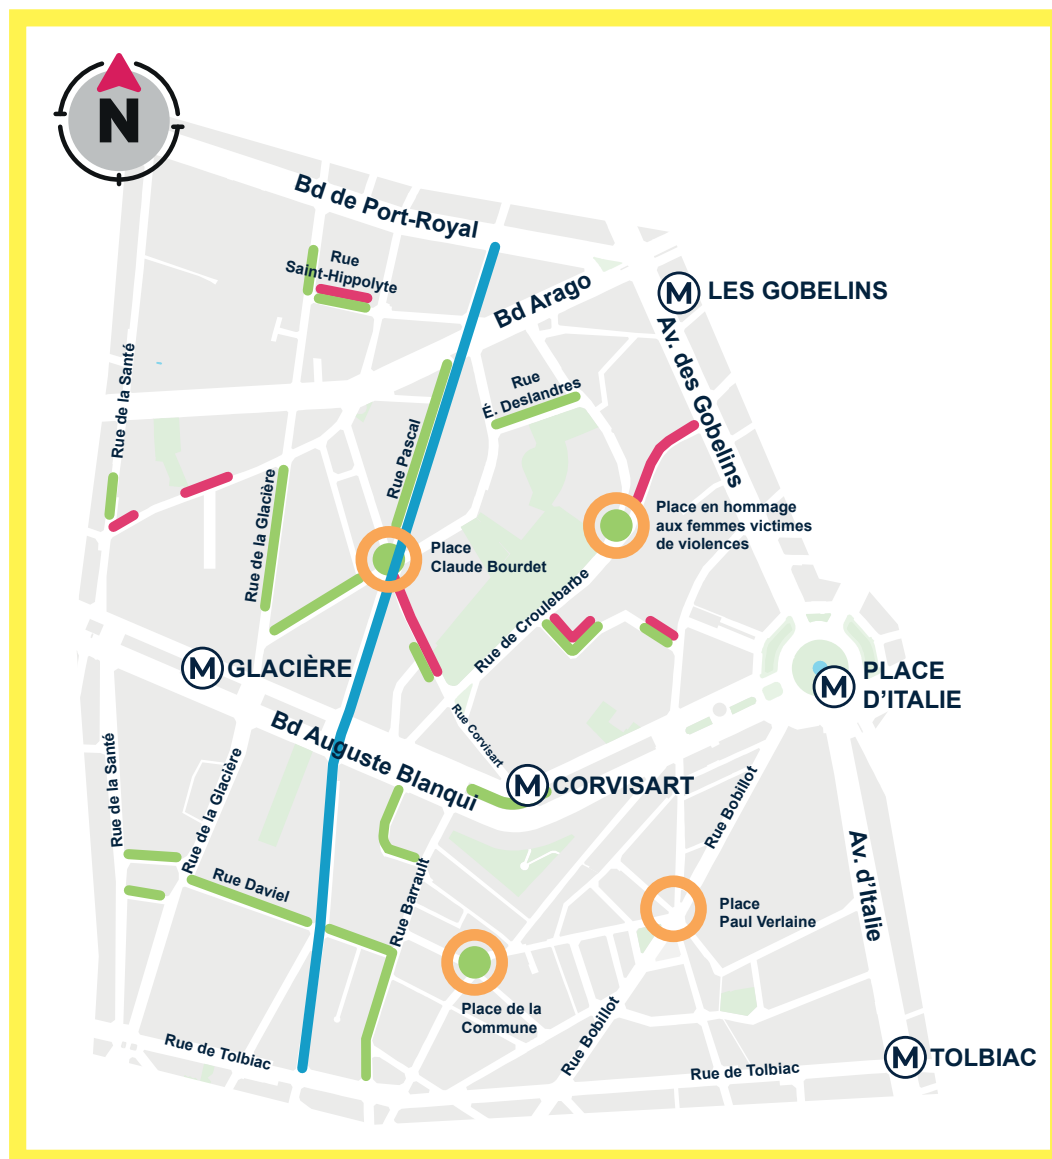 N
Bd de Port-Royal
Rue
Saint-Hippolyte
Bd Arago
M LES GOBELINS
Av. des Gobelins
Rue de la Santé
Rue
É. Deslandres
Rue Pascal
Rue de la Glacière
Place en hommage
aux femmes victimes
de violences
Place
Claude Bourdet
Rue de Croulebarbe
M GLACIÈRE
M PLACE
D'ITALIE
Rue Corvisart
Bd Auguste Blanqui
M CORVISART
Rue de la Santé
Rue de la Glacière
Rue Bobillot
Av. d'Italie
Rue Daviel
Rue Barrault
Place
Paul Verlaine
Place de la
Commune
Rue Bobillot
Rue de Tolbiac
Rue de Tolbiac
M TOLBIAC